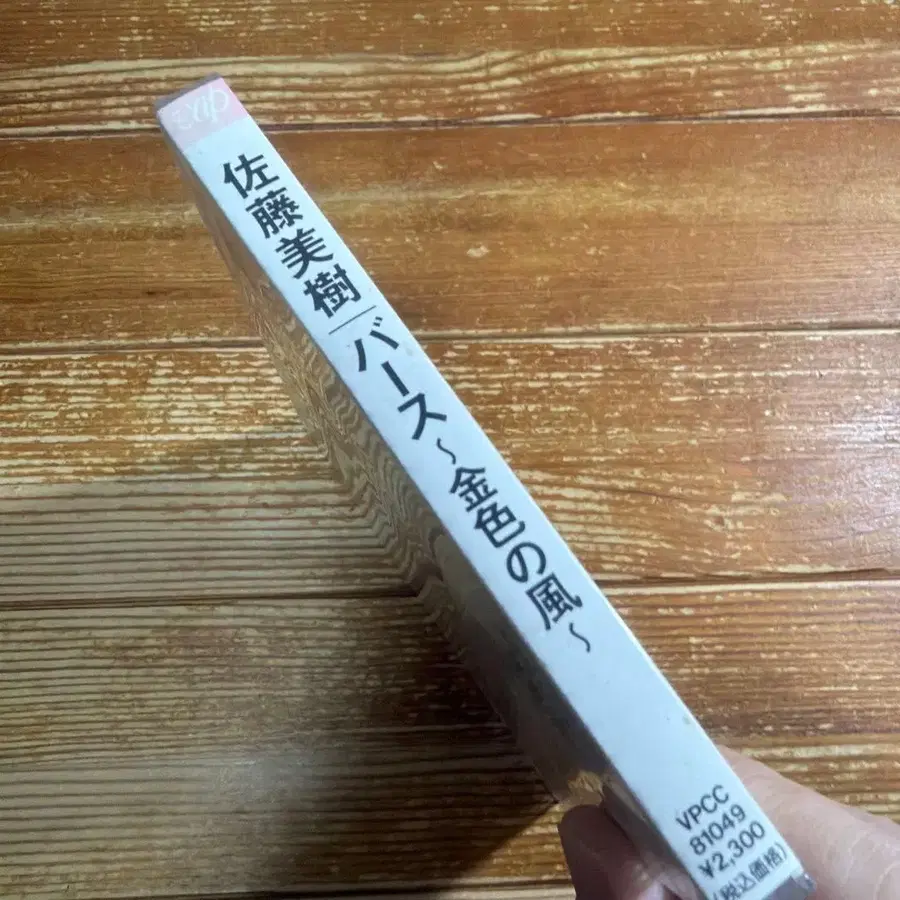 vap
佐藤美樹|バース〜金色の風〜
VPCC
81049
¥2,300
(税込価格)